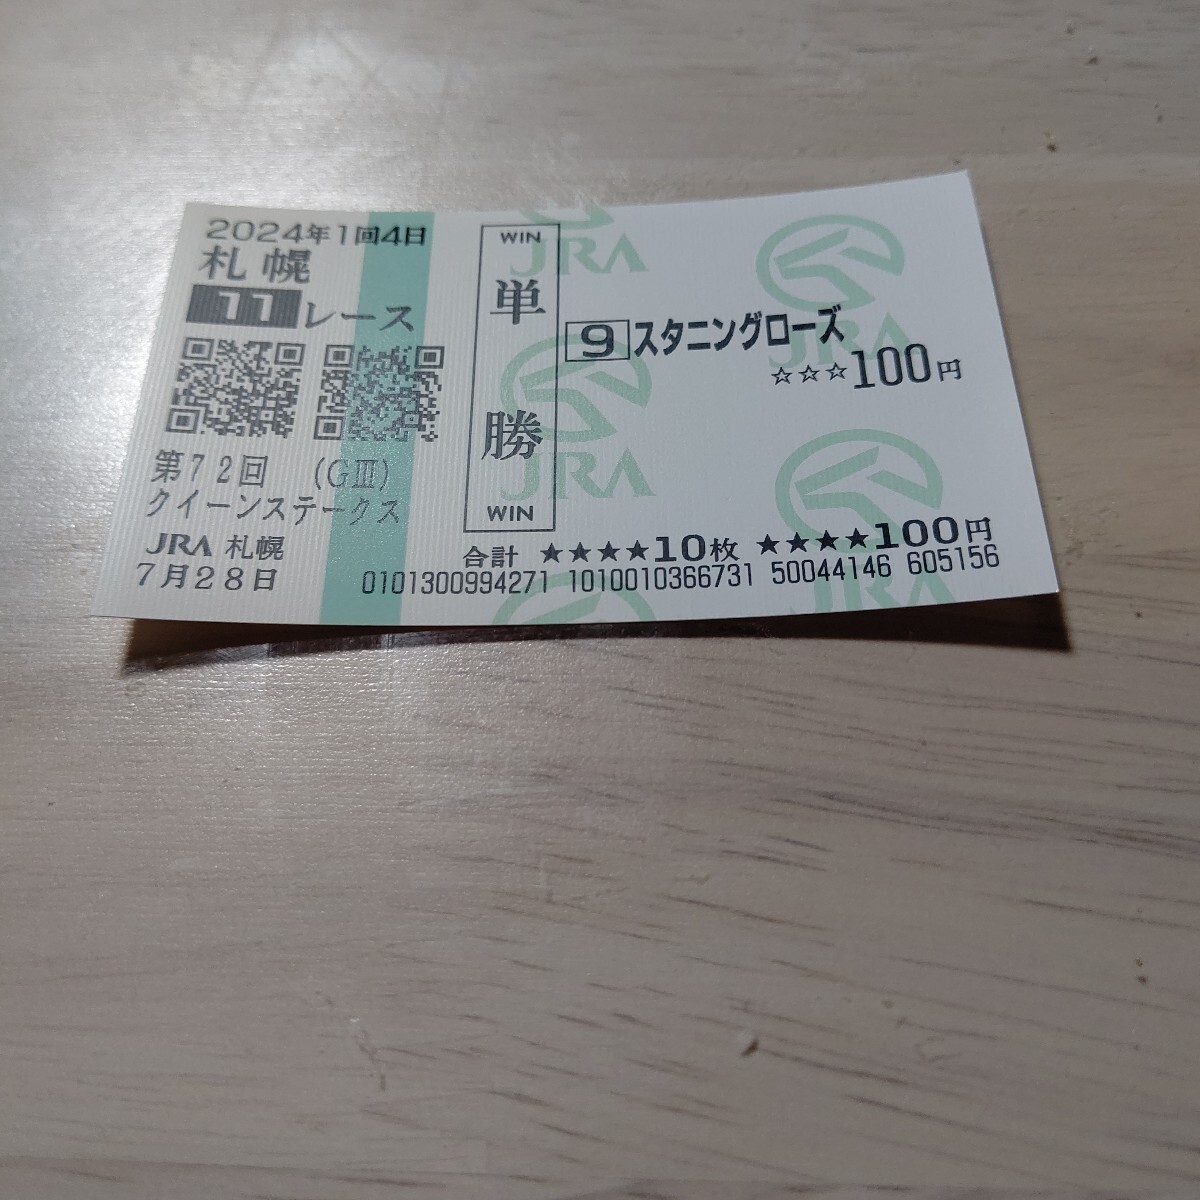 2024年1回4日
札幌
11レース
第72回 (GⅢ)
クイーンステークス
JRA 札幌
7月28日
WIN
単勝
WIN
9 スタニングローズ
☆☆☆100円
合計 ★★★★10枚 ★★★★100円
0101300994271 1010010366731 50044146 605156
JRA
JRA
JRA
JRA